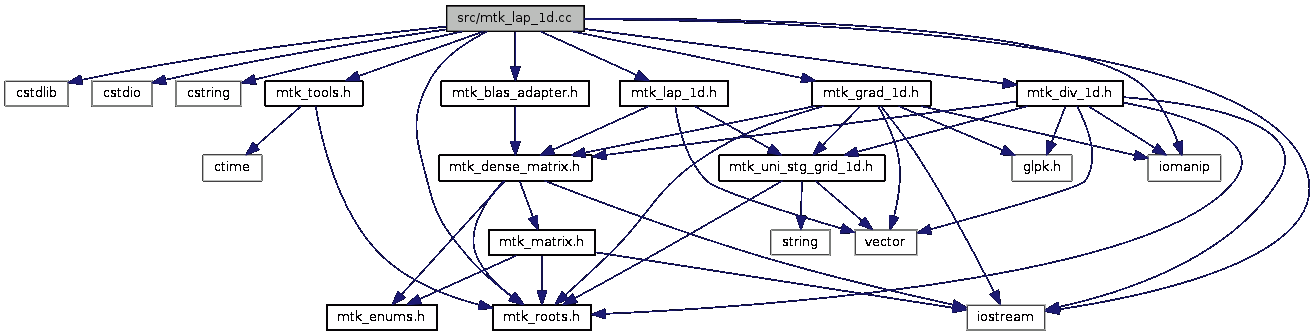 src/mtk_lap_1d.cc
cstdlib
cstdio
cstring
mtk_tools.h
mtk_blas_adapter.h
mtk_lap_1d.h
mtk_grad_1d.h
mtk_div_1d.h
ctime
mtk_dense_matrix.h
mtk_uni_stg_grid_1d.h
glpk.h
iomanip
mtk_matrix.h
string
vector
mtk_enums.h
mtk_roots.h
iostream